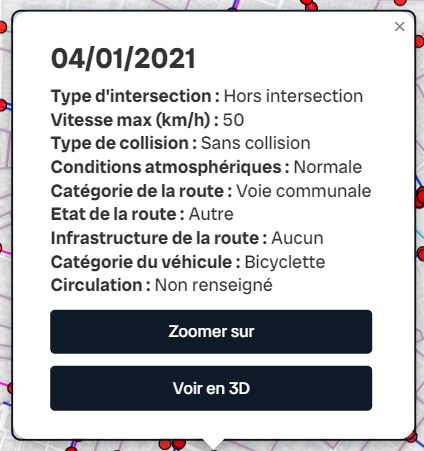 04/01/2021
Type d'intersection : Hors intersection
Vitesse max (km/h) : 50
Type de collision : Sans collision
Conditions atmosphériques : Normale
Catégorie de la route : Voie communale
Etat de la route : Autre
Infrastructure de la route : Aucun
Catégorie du véhicule : Bicyclette
Circulation : Non renseigné
Zoomer sur
Voir en 3D